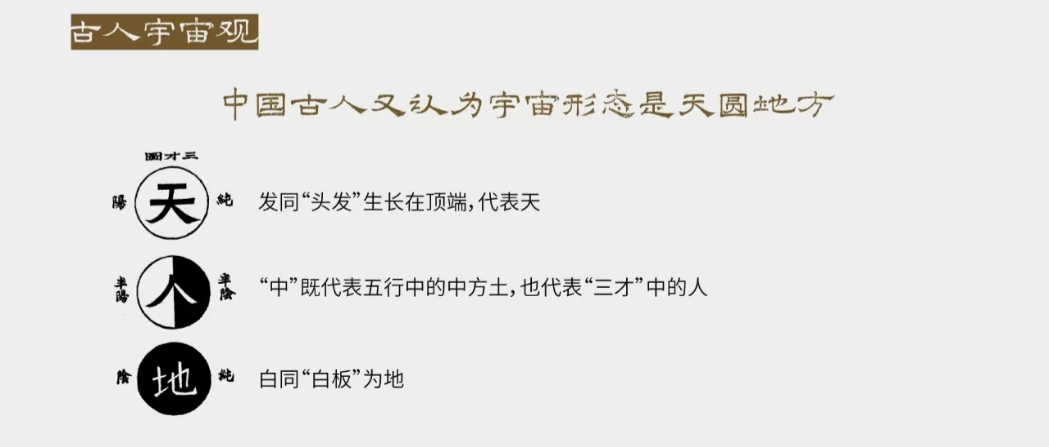 古人宇宙观
中国古人又认为宇宙形态是天圆地方
三才圖
陽 天 純 发同“头发”生长在顶端，代表天
半陽 人 半陰 “中”既代表五行中的中方土，也代表“三才”中的人
陰 地 純 白同“白板”为地